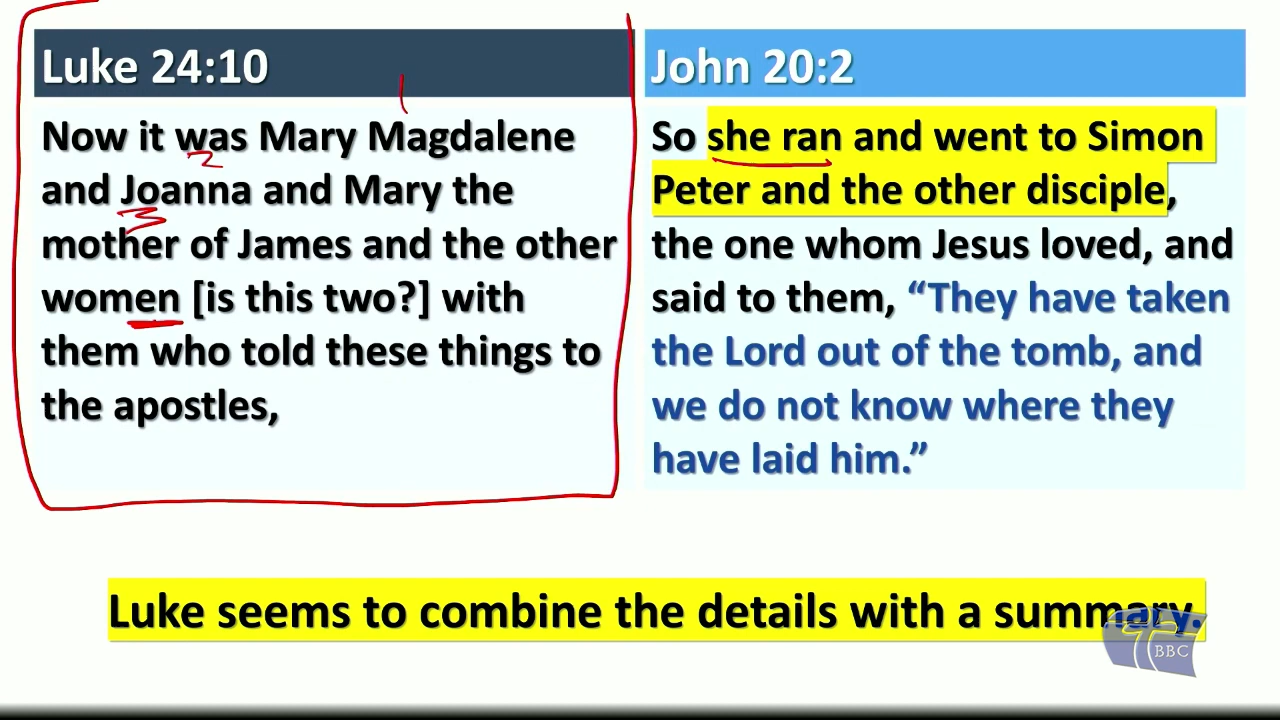 Luke 24:10
Now it was Mary Magdalene
and Joanna and Mary the
mother of James and the other
women [is this two?] with
them who told these things to
the apostles,
John 20:2
So she ran and went to Simon
Peter and the other disciple,
the one whom Jesus loved, and
said to them, “They have taken
the Lord out of the tomb, and
we do not know where they
have laid him.”
1
2
3
Luke seems to combine the details with a summary.
BBC